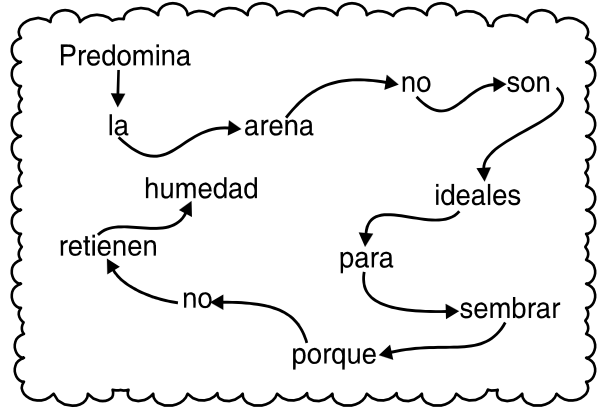 Predomina
la
arena
no
son
ideales
para
sembrar
porque
no
retienen
humedad